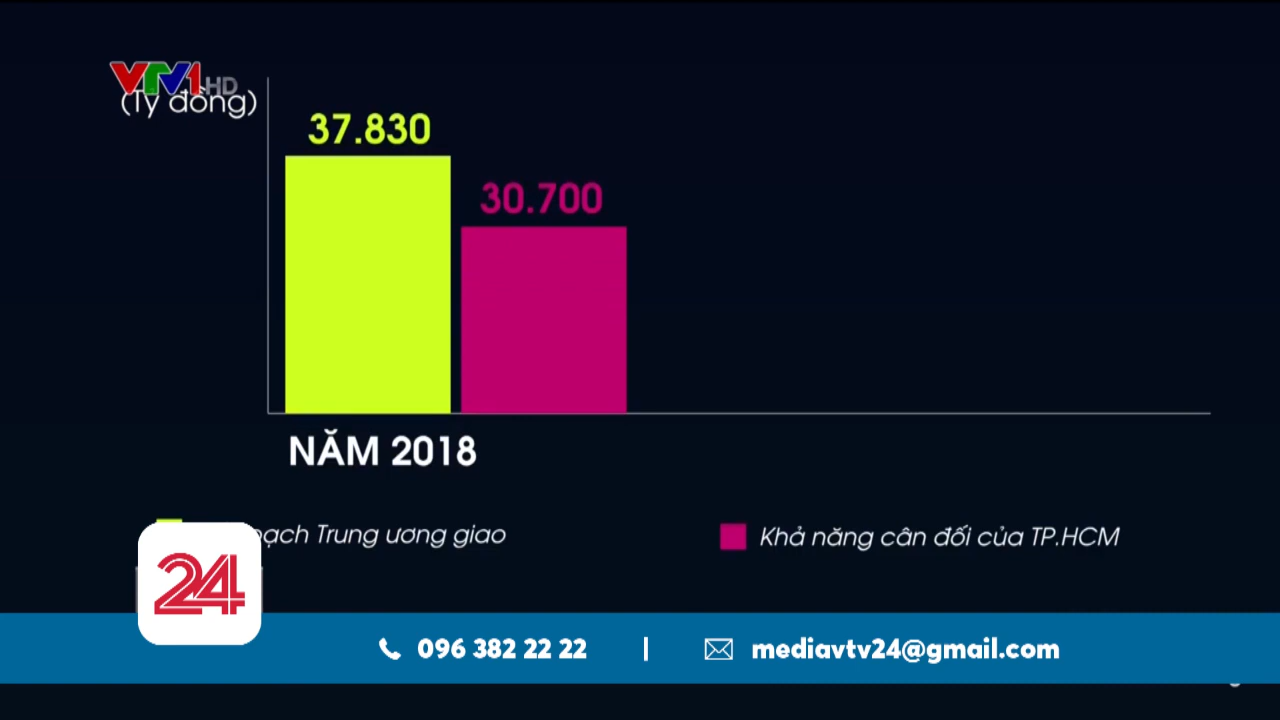 VTV1 HD
(Tỷ đồng)
37.830
30.700
NĂM 2018
Trung ương giao
Khả năng cân đối của TP.HCM
24
096 382 22 22
mediavtv24@gmail.com